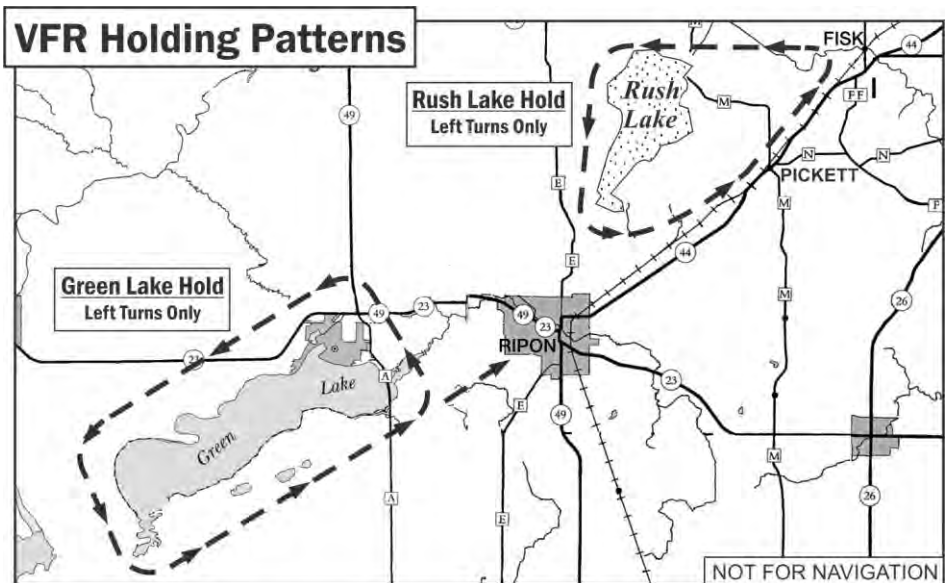 VFR Holding Patterns
FISK
44
49
Rush Lake Hold
Left Turns Only
Rush
Lake
M
FF
E
N
N
PICKETT
M
F
44
E
Green Lake Hold
Left Turns Only
26
M
49
23
49
23
RIPON
23
Lake
A
23
E
49
Green
M
A
26
E
NOT FOR NAVIGATION